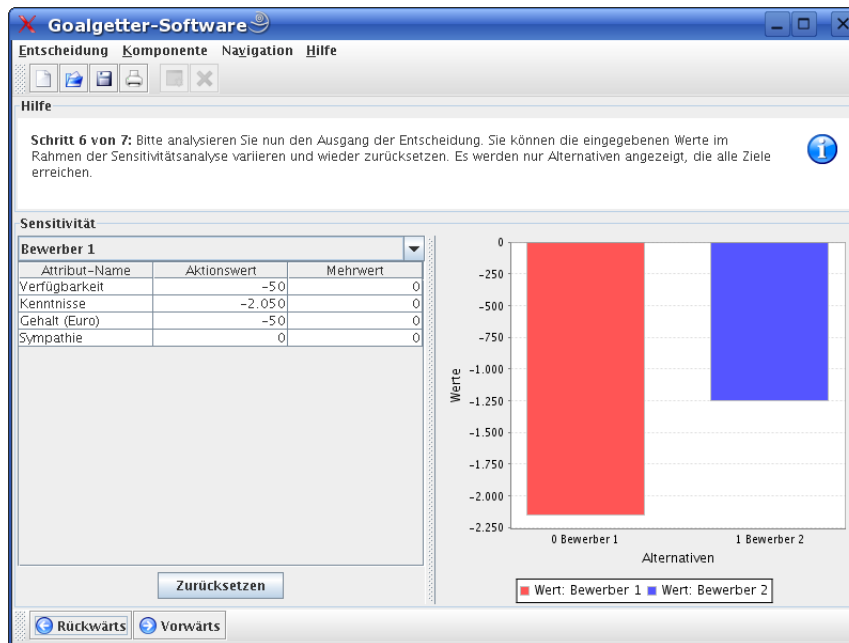 Goalgetter-Software
Entscheidung Komponente Navigation Hilfe
Hilfe
Schritt 6 von 7: Bitte analysieren Sie nun den Ausgang der Entscheidung. Sie können die eingegebenen Werte im
Rahmen der Sensitivitätsanalyse variieren und wieder zurücksetzen. Es werden nur Alternativen angezeigt, die alle Ziele
erreichen.
Sensitivität
Bewerber 1
Attribut-Name Aktionswert Mehrwert
Verfügbarkeit -50 0
Kenntnisse -2.050 0
Gehalt (Euro) -50 0
Sympathie 0 0
Zurücksetzen
Werte
0
-250
-500
-750
-1.000
-1.250
-1.500
-1.750
-2.000
-2.250
0 Bewerber 1 1 Bewerber 2
Alternativen
Wert: Bewerber 1 Wert: Bewerber 2
Rückwärts Vorwärts